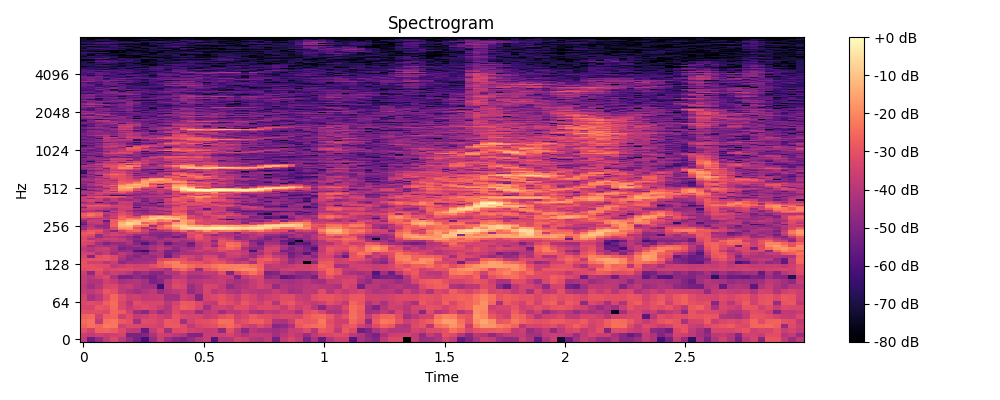 Spectrogram
+0 dB
4096
-10 dB
2048
-20 dB
1024
-30 dB
Hz
512
-40 dB
256
-50 dB
128
-60 dB
64
-70 dB
0
-80 dB
0 0.5 1 1.5 2 2.5
Time